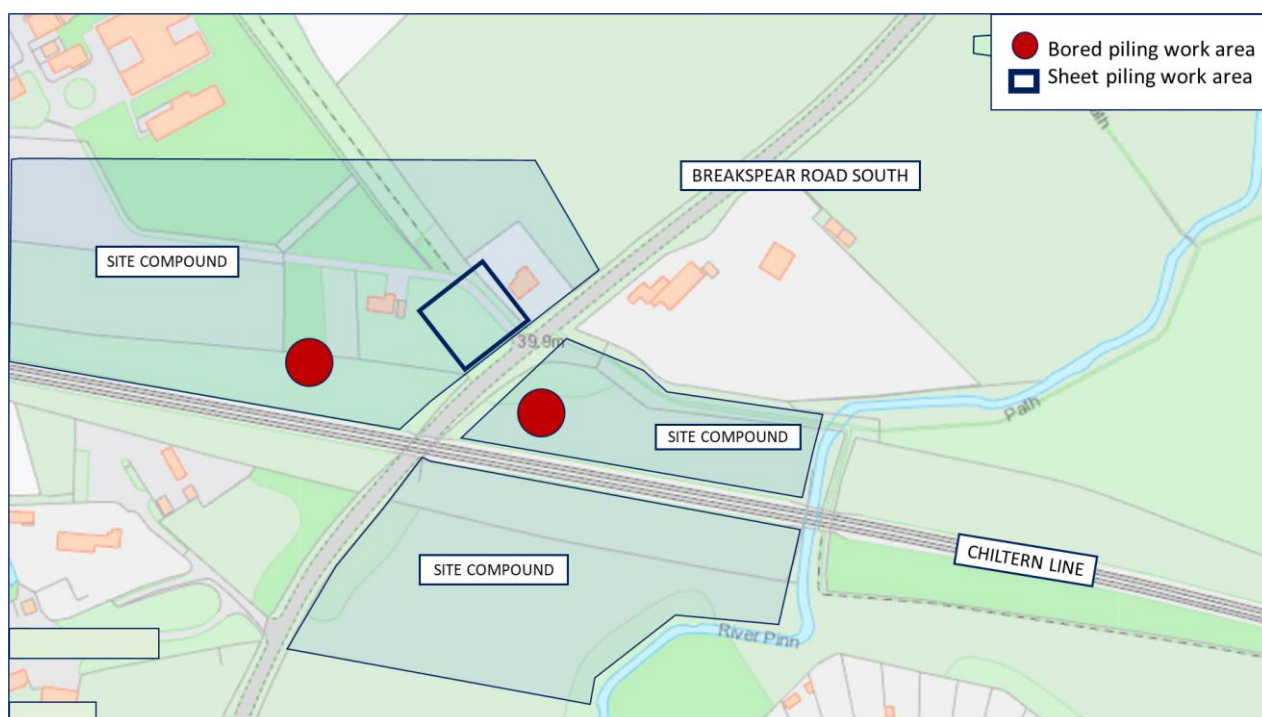 Bored piling work area
Sheet piling work area
BREAKSPEAR ROAD SOUTH
SITE COMPOUND
39.9m
Path
SITE COMPOUND
CHILTERN LINE
SITE COMPOUND
River Pinn